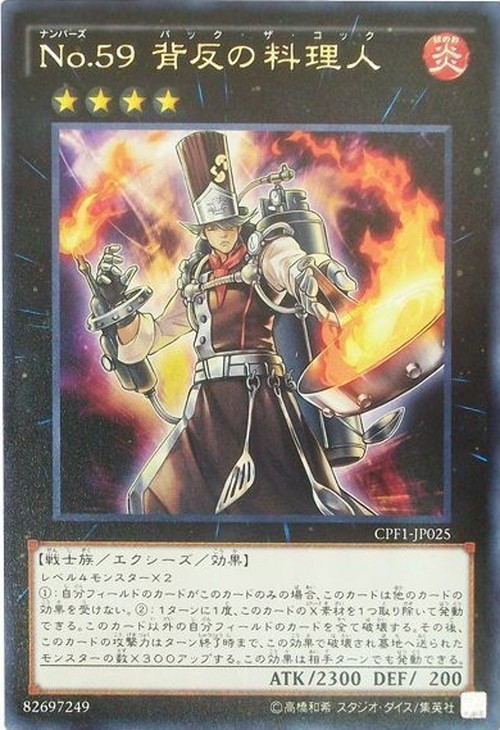 ナンバーズ バック・ザ・コック
No.59 背反の料理人
炎
CPF1-JP025
【戦士族／エクシーズ／効果】
レベル４モンスター×２
①：自分フィールドのカードがこのカードのみの場合、このカードは他のカードの
効果を受けない。②：１ターンに１度、このカードのＸ素材を１つ取り除いて発動
できる。このカード以外の自分フィールドのカードを全て破壊する。その後、
このカードの攻撃力はターン終了時まで、この効果で破壊され墓地へ送られた
モンスターの数×300アップする。この効果は相手ターンでも発動できる。
ATK/2300 DEF/ 200
82697249 ©高橋和希 スタジオ・ダイス/集英社